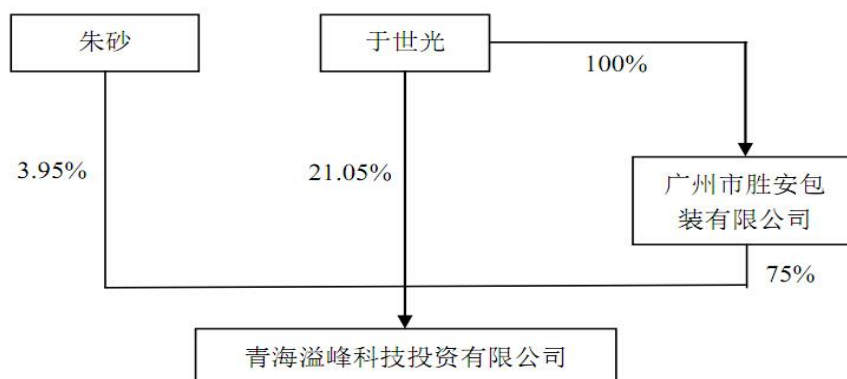 朱砂
于世光
100%
3.95%
21.05%
广州市胜安包
装有限公司
75%
青海溢峰科技投资有限公司